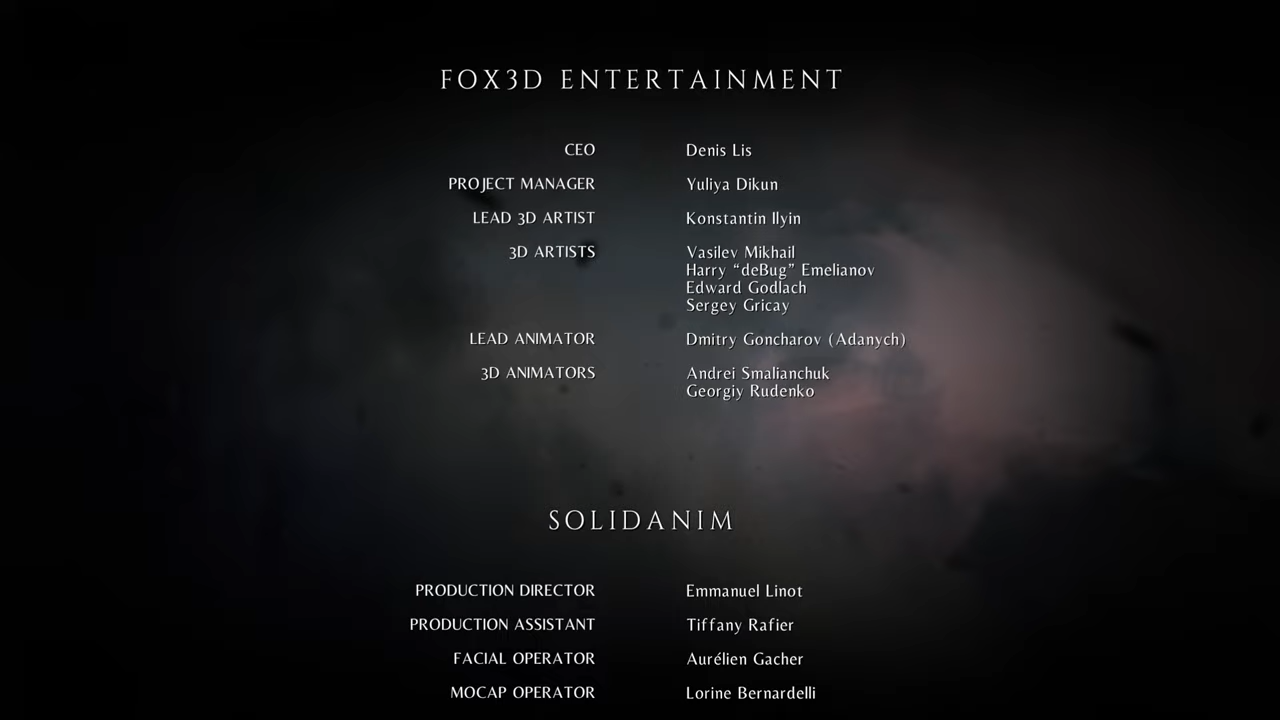 FOX3D ENTERTAINMENT
CEO Denis Lis
PROJECT MANAGER Yuliya Dikun
LEAD 3D ARTIST Konstantin Ilyin
3D ARTISTS Vasilev Mikhail
Harry “deBug” Emelianov
Edward Godlach
Sergey Gricay
LEAD ANIMATOR Dmitry Goncharov (Adanych)
3D ANIMATORS Andrei Smalianchuk
Georgiy Rudenko
SOLIDANIM
PRODUCTION DIRECTOR Emmanuel Linot
PRODUCTION ASSISTANT Tiffany Rafier
FACIAL OPERATOR Aurélien Gacher
MOCAP OPERATOR Lorine Bernardelli